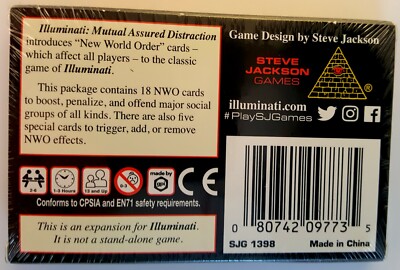 Illuminati: Mutual Assured Distraction
introduces “New World Order” cards –
which affect all players – to the classic
game of Illuminati.
This package contains 18 NWO cards
to boost, penalize, and offend major social
groups of all kinds. There are also five
special cards to trigger, add, or remove
NWO effects.
Game Design by Steve Jackson
STEVE
JACKSON
GAMES
®
illuminati.com
#PlaySJGames
2-6
1-3 Hours
13 and Up
0-3
made by
CE
Conforms to CPSIA and EN71 safety requirements.
This is an expansion for Illuminati.
It is not a stand-alone game.
0 80742 09773 5
SJG 1398 Made in China